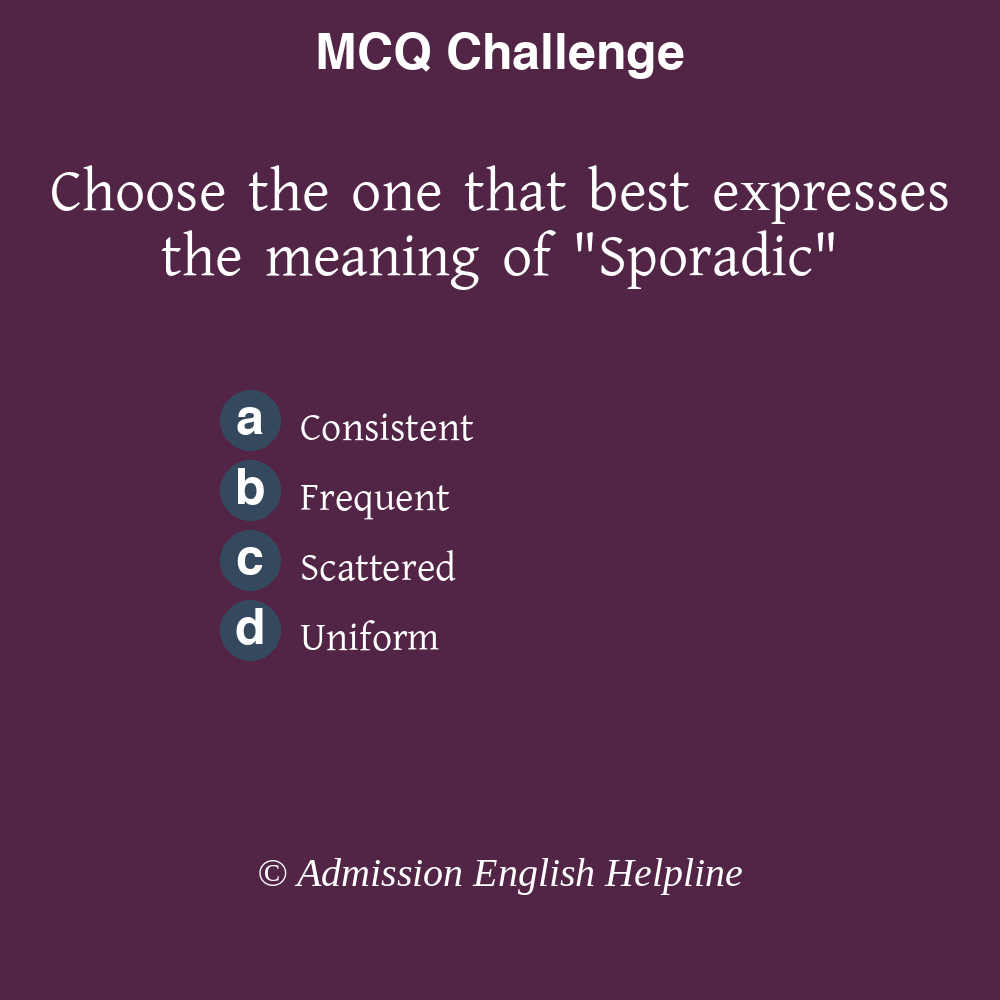 MCQ Challenge
Choose the one that best expresses
the meaning of "Sporadic"
a Consistent
b Frequent
c Scattered
d Uniform
© Admission English Helpline